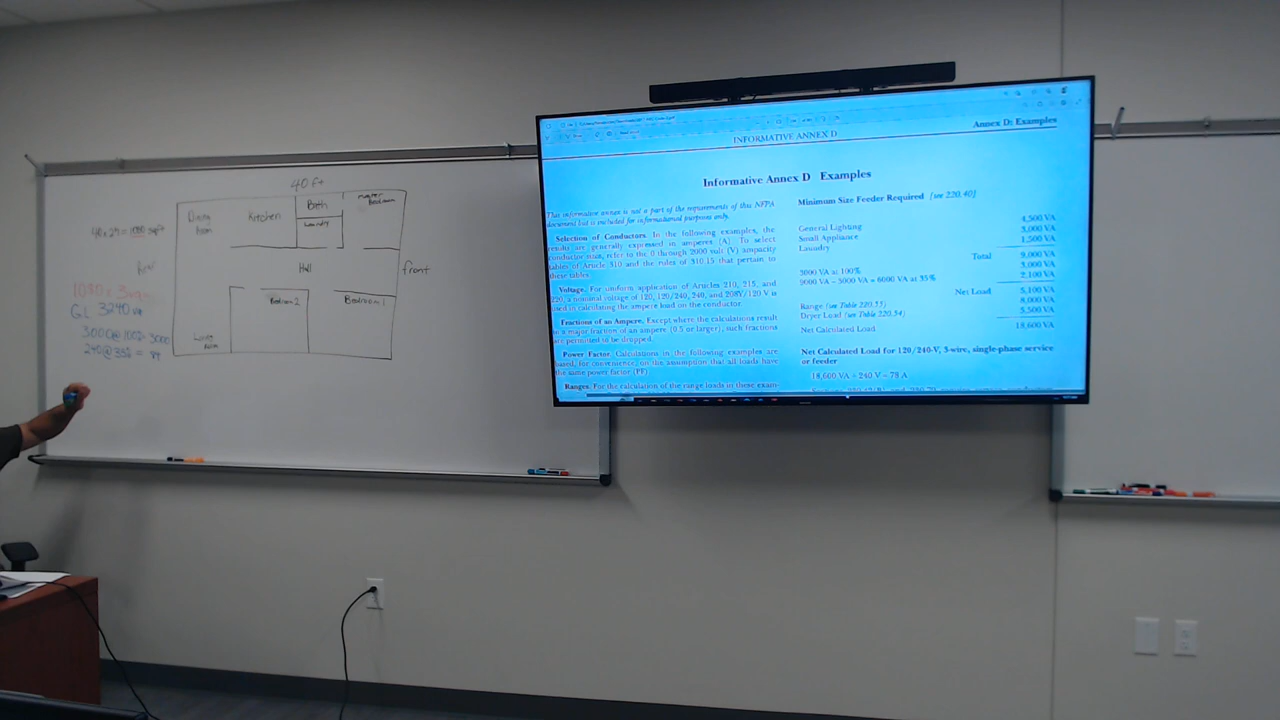 40 ft
Dining
Room
Kitchen
Bath
Laundry
Master
Bedroom
Hall
front
Bedroom 2
Bedroom 1
Living
Room
GL 3240 va
3000@100% = 3000
240@35% =
INFORMATIVE ANNEX D
Annex D: Examples
Informative Annex D Examples
This informative annex is not a part of the requirements of this NFPA
document but is included for informational purposes only.
Selection of Conductors. In the following examples, the
results are generally expressed in amperes (A). To select
conductor sizes, refer to the 0 through 2000 volt (V) ampacity
tables of Article 310 and the rules of 310.15 that pertain to
these tables.
Voltage. For uniform application of Articles 210, 215, and
220, a nominal voltage of 120, 120/240, 240, and 208Y/120 V is
used in calculating the ampere load on the conductor.
Fractions of an Ampere. Except where the calculations result
in a major fraction of an ampere (0.5 or larger), such fractions
are permitted to be dropped.
Power Factor. Calculations in the following examples are
based, for convenience, on the assumption that all loads have
the same power factor (PF).
Ranges. For the calculation of the range loads in these exam-
Minimum Size Feeder Required [see 220.40]
General Lighting 4,500 VA
Small Appliance 3,000 VA
Laundry 1,500 VA
Total 9,000 VA
3000 VA at 100% 3,000 VA
9000 VA - 3000 VA = 6000 VA at 35% 2,100 VA
Net Load 5,100 VA
Range (see Table 220.55) 8,000 VA
Dryer Load (see Table 220.54) 5,500 VA
Net Calculated Load 18,600 VA
Net Calculated Load for 120/240-V, 3-wire, single-phase service
or feeder
18,600 VA ÷ 240 V = 78 A